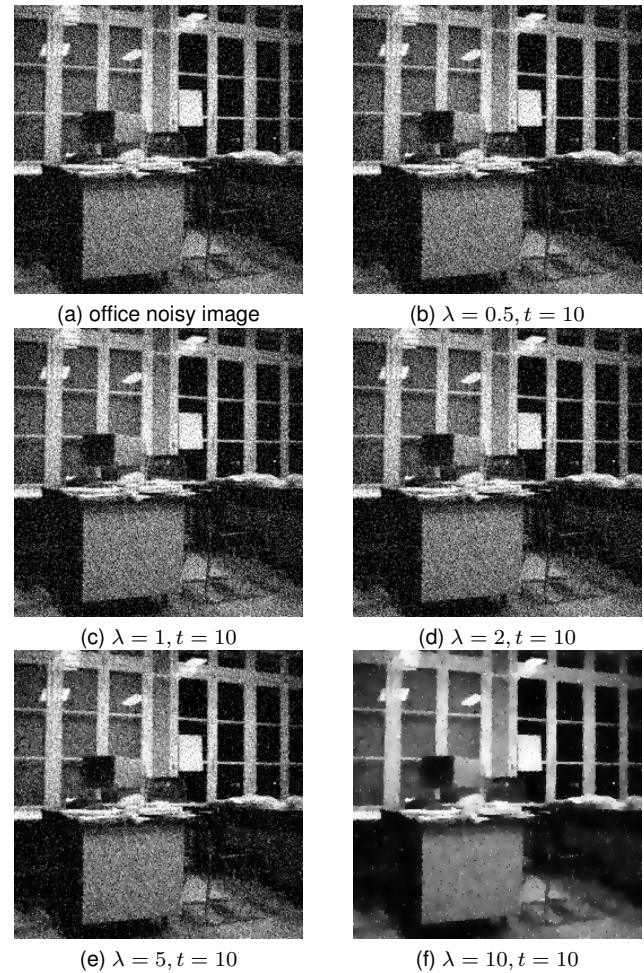 (a) office noisy image
(b) λ = 0.5, t = 10
(c) λ = 1, t = 10
(d) λ = 2, t = 10
(e) λ = 5, t = 10
(f) λ = 10, t = 10